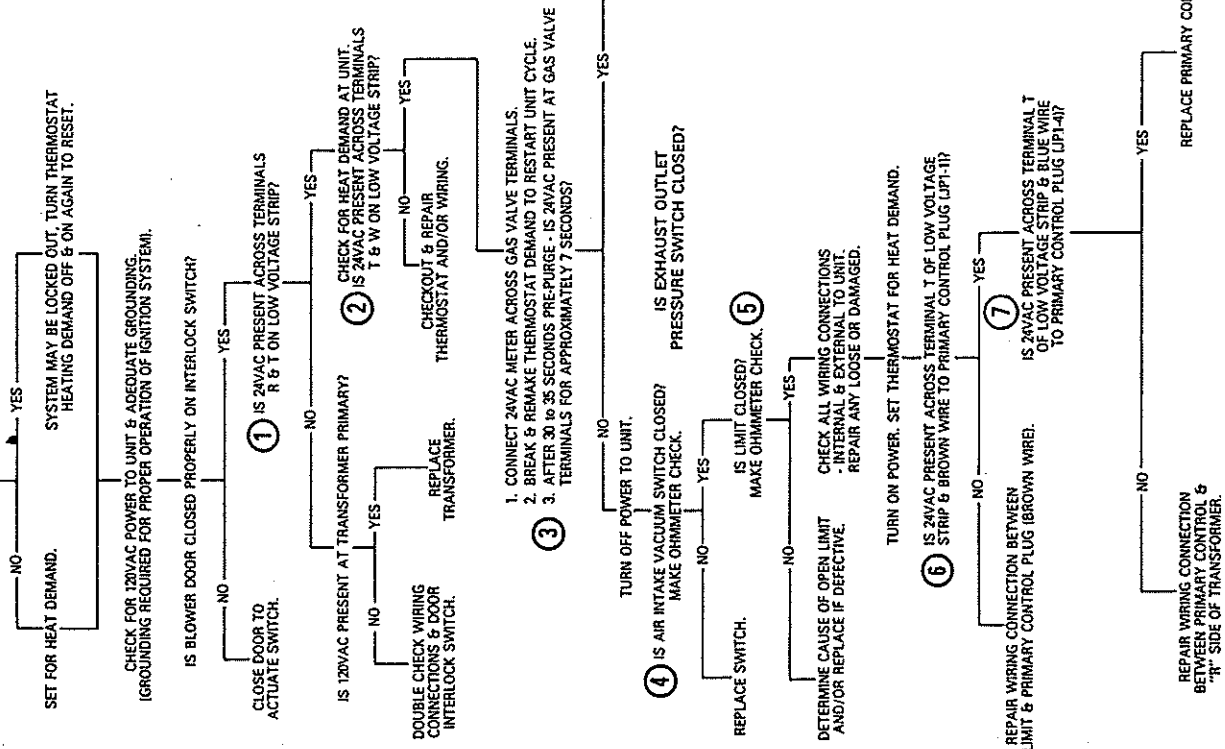 YES
NO
SET FOR HEAT DEMAND.
SYSTEM MAY BE LOCKED OUT, TURN THERMOSTAT
HEATING DEMAND OFF & ON AGAIN TO RESET.
CHECK FOR 120VAC POWER TO UNIT & ADEQUATE GROUNDING.
(GROUNDING REQUIRED FOR PROPER OPERATION OF IGNITION SYSTEM).
IS BLOWER DOOR CLOSED PROPERLY ON INTERLOCK SWITCH?
NO
YES
CLOSE DOOR TO
ACTUATE SWITCH.
1 IS 24VAC PRESENT ACROSS TERMINALS
R & T ON LOW VOLTAGE STRIP?
NO
YES
IS 120VAC PRESENT AT TRANSFORMER PRIMARY?
NO
YES
DOUBLE CHECK WIRING
CONNECTIONS & DOOR
INTERLOCK SWITCH.
REPLACE
TRANSFORMER.
CHECK FOR HEAT DEMAND AT UNIT.
2 IS 24VAC PRESENT ACROSS TERMINALS
T & W ON LOW VOLTAGE STRIP?
NO
YES
CHECKOUT & REPAIR
THERMOSTAT AND/OR WIRING.
1. CONNECT 24VAC METER ACROSS GAS VALVE TERMINALS.
2. BREAK & REMAKE THERMOSTAT DEMAND TO RESTART UNIT CYCLE.
3 3. AFTER 30 to 35 SECONDS PRE-PURGE - IS 24VAC PRESENT AT GAS VALVE
TERMINALS FOR APPROXIMATELY 7 SECONDS?
NO
YES
TURN OFF POWER TO UNIT.
4 IS AIR INTAKE VACUUM SWITCH CLOSED?
MAKE OHMMETER CHECK.
IS EXHAUST OUTLET
PRESSURE SWITCH CLOSED?
NO
YES
REPLACE SWITCH.
IS LIMIT CLOSED?
MAKE OHMMETER CHECK. 5
NO
YES
DETERMINE CAUSE OF OPEN LIMIT
AND/OR REPLACE IF DEFECTIVE.
CHECK ALL WIRING CONNECTIONS
- INTERNAL & EXTERNAL TO UNIT.
REPAIR ANY LOOSE OR DAMAGED.
TURN ON POWER. SET THERMOSTAT FOR HEAT DEMAND.
6 IS 24VAC PRESENT ACROSS TERMINAL T OF LOW VOLTAGE
STRIP & BROWN WIRE TO PRIMARY CONTROL PLUG (JP1-1)?
NO
YES
REPAIR WIRING CONNECTION BETWEEN
LIMIT & PRIMARY CONTROL PLUG (BROWN WIRE).
7
IS 24VAC PRESENT ACROSS TERMINAL T
OF LOW VOLTAGE STRIP & BLUE WIRE
TO PRIMARY CONTROL PLUG (JP1-4)?
NO
YES
REPAIR WIRING CONNECTION
BETWEEN PRIMARY CONTROL &
"R" SIDE OF TRANSFORMER.
REPLACE PRIMARY